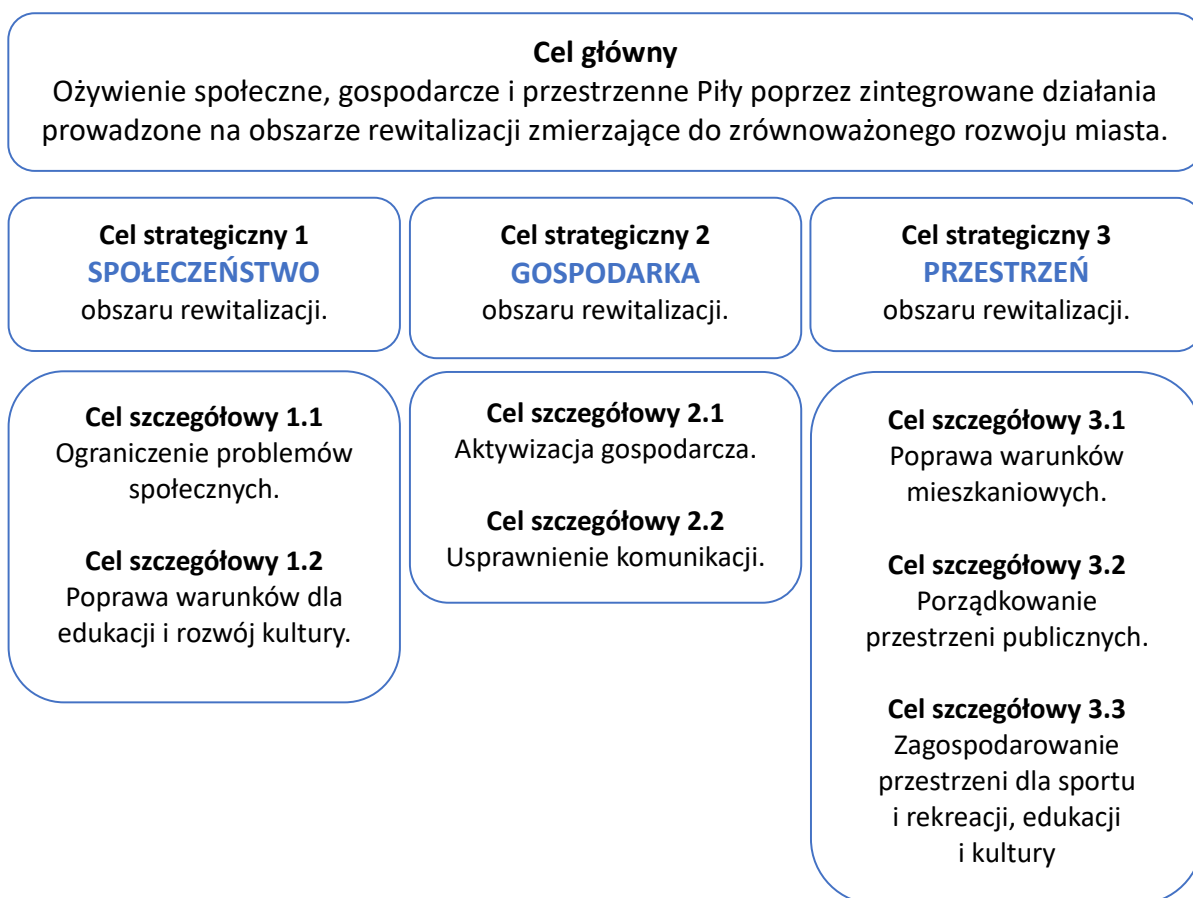 Cel główny
Ożywienie społeczne, gospodarcze i przestrzenne Piły poprzez zintegrowane działania
prowadzone na obszarze rewitalizacji zmierzające do zrównoważonego rozwoju miasta.
Cel strategiczny 1
SPOŁECZEŃSTWO
obszaru rewitalizacji.
Cel strategiczny 2
GOSPODARKA
obszaru rewitalizacji.
Cel strategiczny 3
PRZESTRZEŃ
obszaru rewitalizacji.
Cel szczegółowy 1.1
Ograniczenie problemów
społecznych.
Cel szczegółowy 1.2
Poprawa warunków dla
edukacji i rozwój kultury.
Cel szczegółowy 2.1
Aktywizacja gospodarcza.
Cel szczegółowy 2.2
Usprawnienie komunikacji.
Cel szczegółowy 3.1
Poprawa warunków
mieszkaniowych.
Cel szczegółowy 3.2
Porządkowanie
przestrzeni publicznych.
Cel szczegółowy 3.3
Zagospodarowanie
przestrzeni dla sportu
i rekreacji, edukacji
i kultury